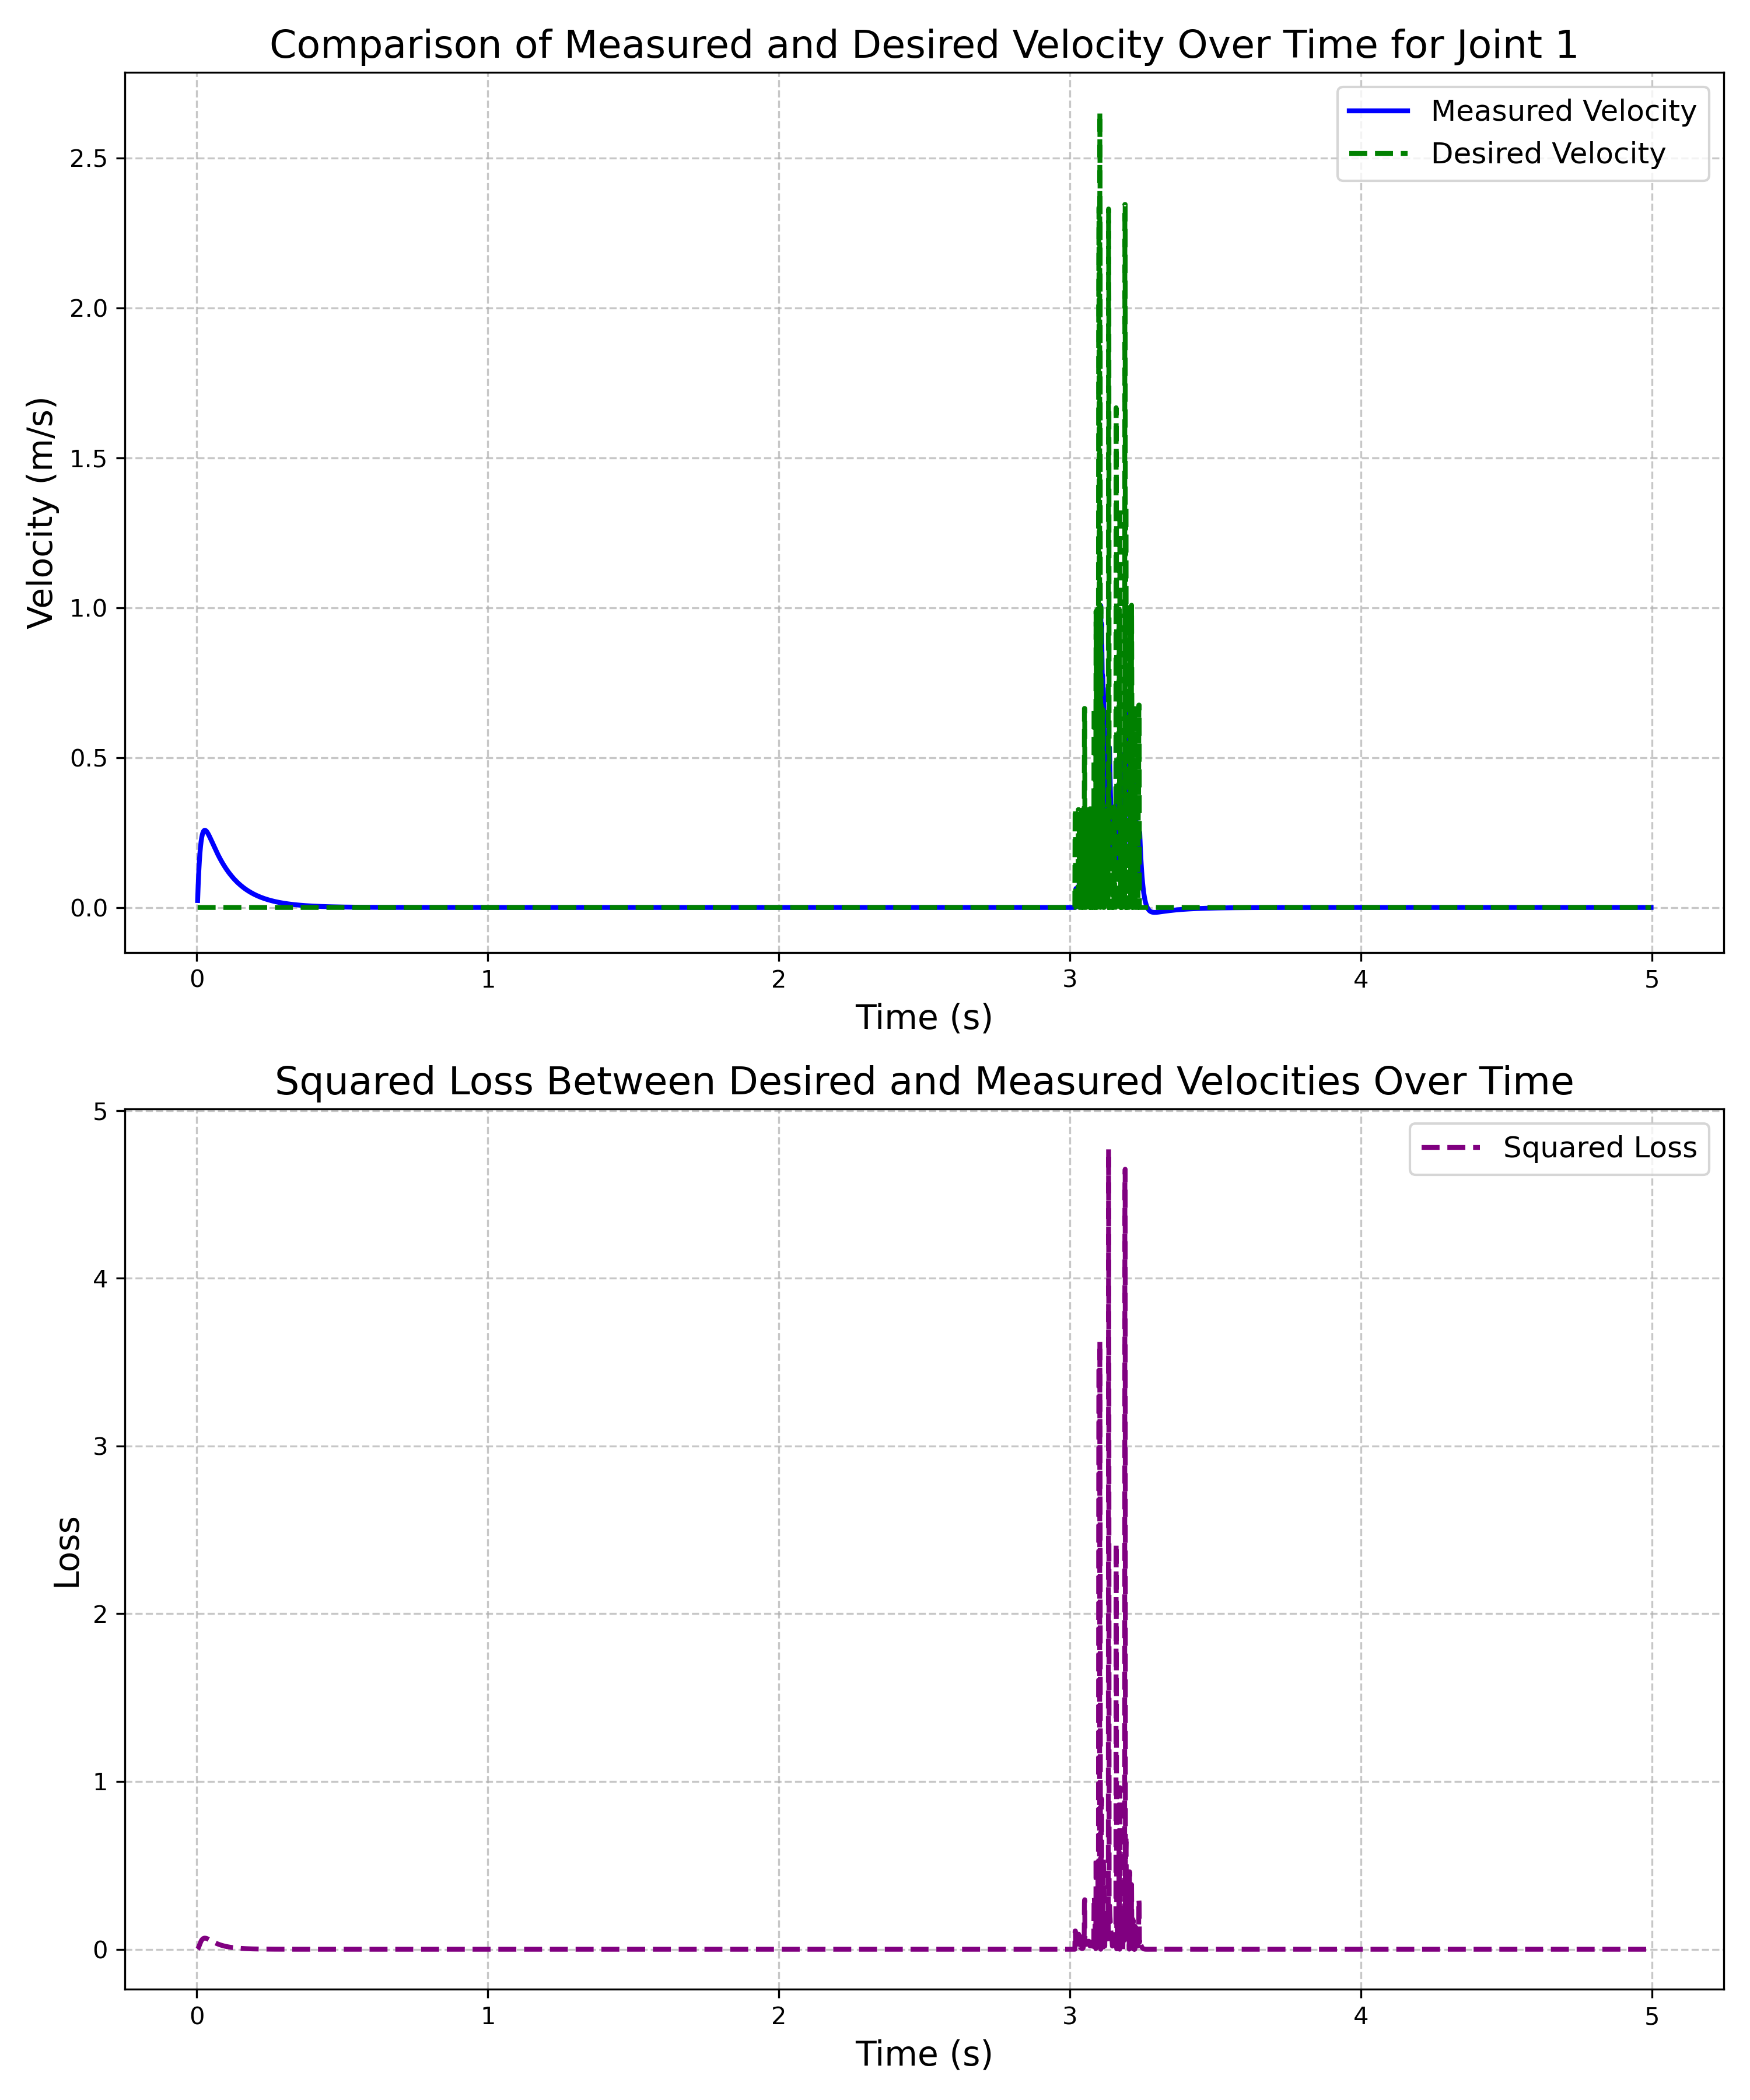 Comparison of Measured and Desired Velocity Over Time for Joint 1
Measured Velocity
Desired Velocity
Velocity (m/s)
2.5
2.0
1.5
1.0
0.5
0.0
0 1 2 3 4 5
Time (s)
Squared Loss Between Desired and Measured Velocities Over Time
Squared Loss
Loss
5
4
3
2
1
0
0 1 2 3 4 5
Time (s)